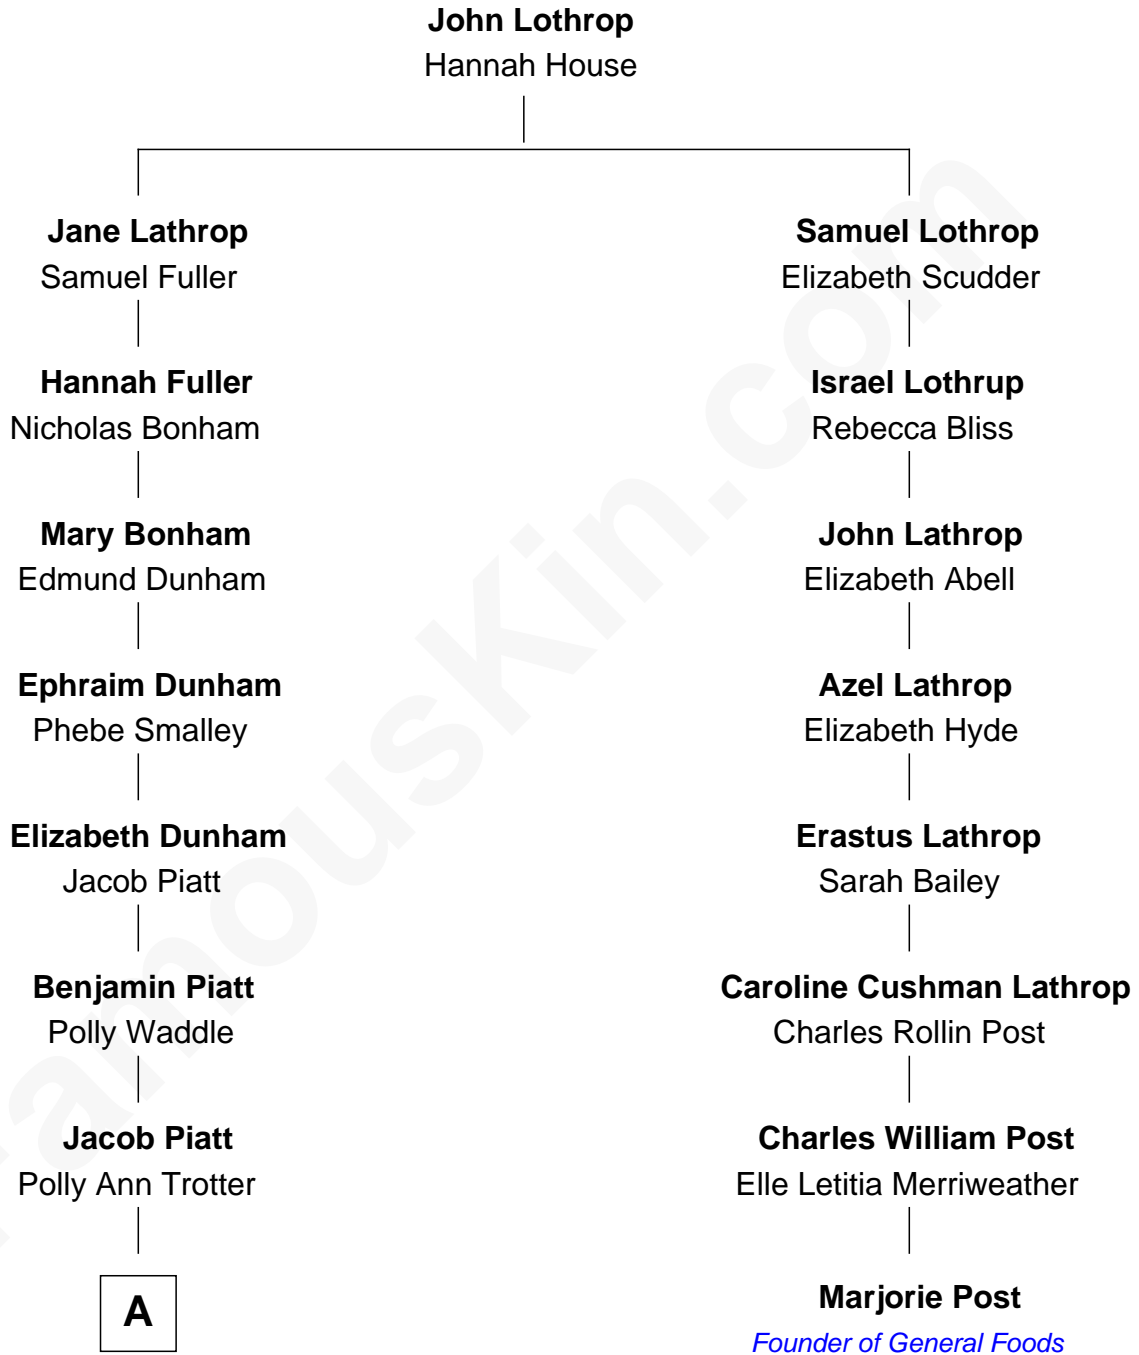 John Lothrop
Hannah House
Jane Lathrop
Samuel Fuller
Hannah Fuller
Nicholas Bonham
Mary Bonham
Edmund Dunham
Ephraim Dunham
Phebe Smalley
Elizabeth Dunham
Jacob Piatt
Benjamin Piatt
Polly Waddle
Jacob Piatt
Polly Ann Trotter
A
Samuel Lothrop
Elizabeth Scudder
Israel Lothrup
Rebecca Bliss
John Lathrop
Elizabeth Abell
Azel Lathrop
Elizabeth Hyde
Erastus Lathrop
Sarah Bailey
Caroline Cushman Lathrop
Charles Rollin Post
Charles William Post
Elle Letitia Merriweather
Marjorie Post
Founder of General Foods
FamousKin.com